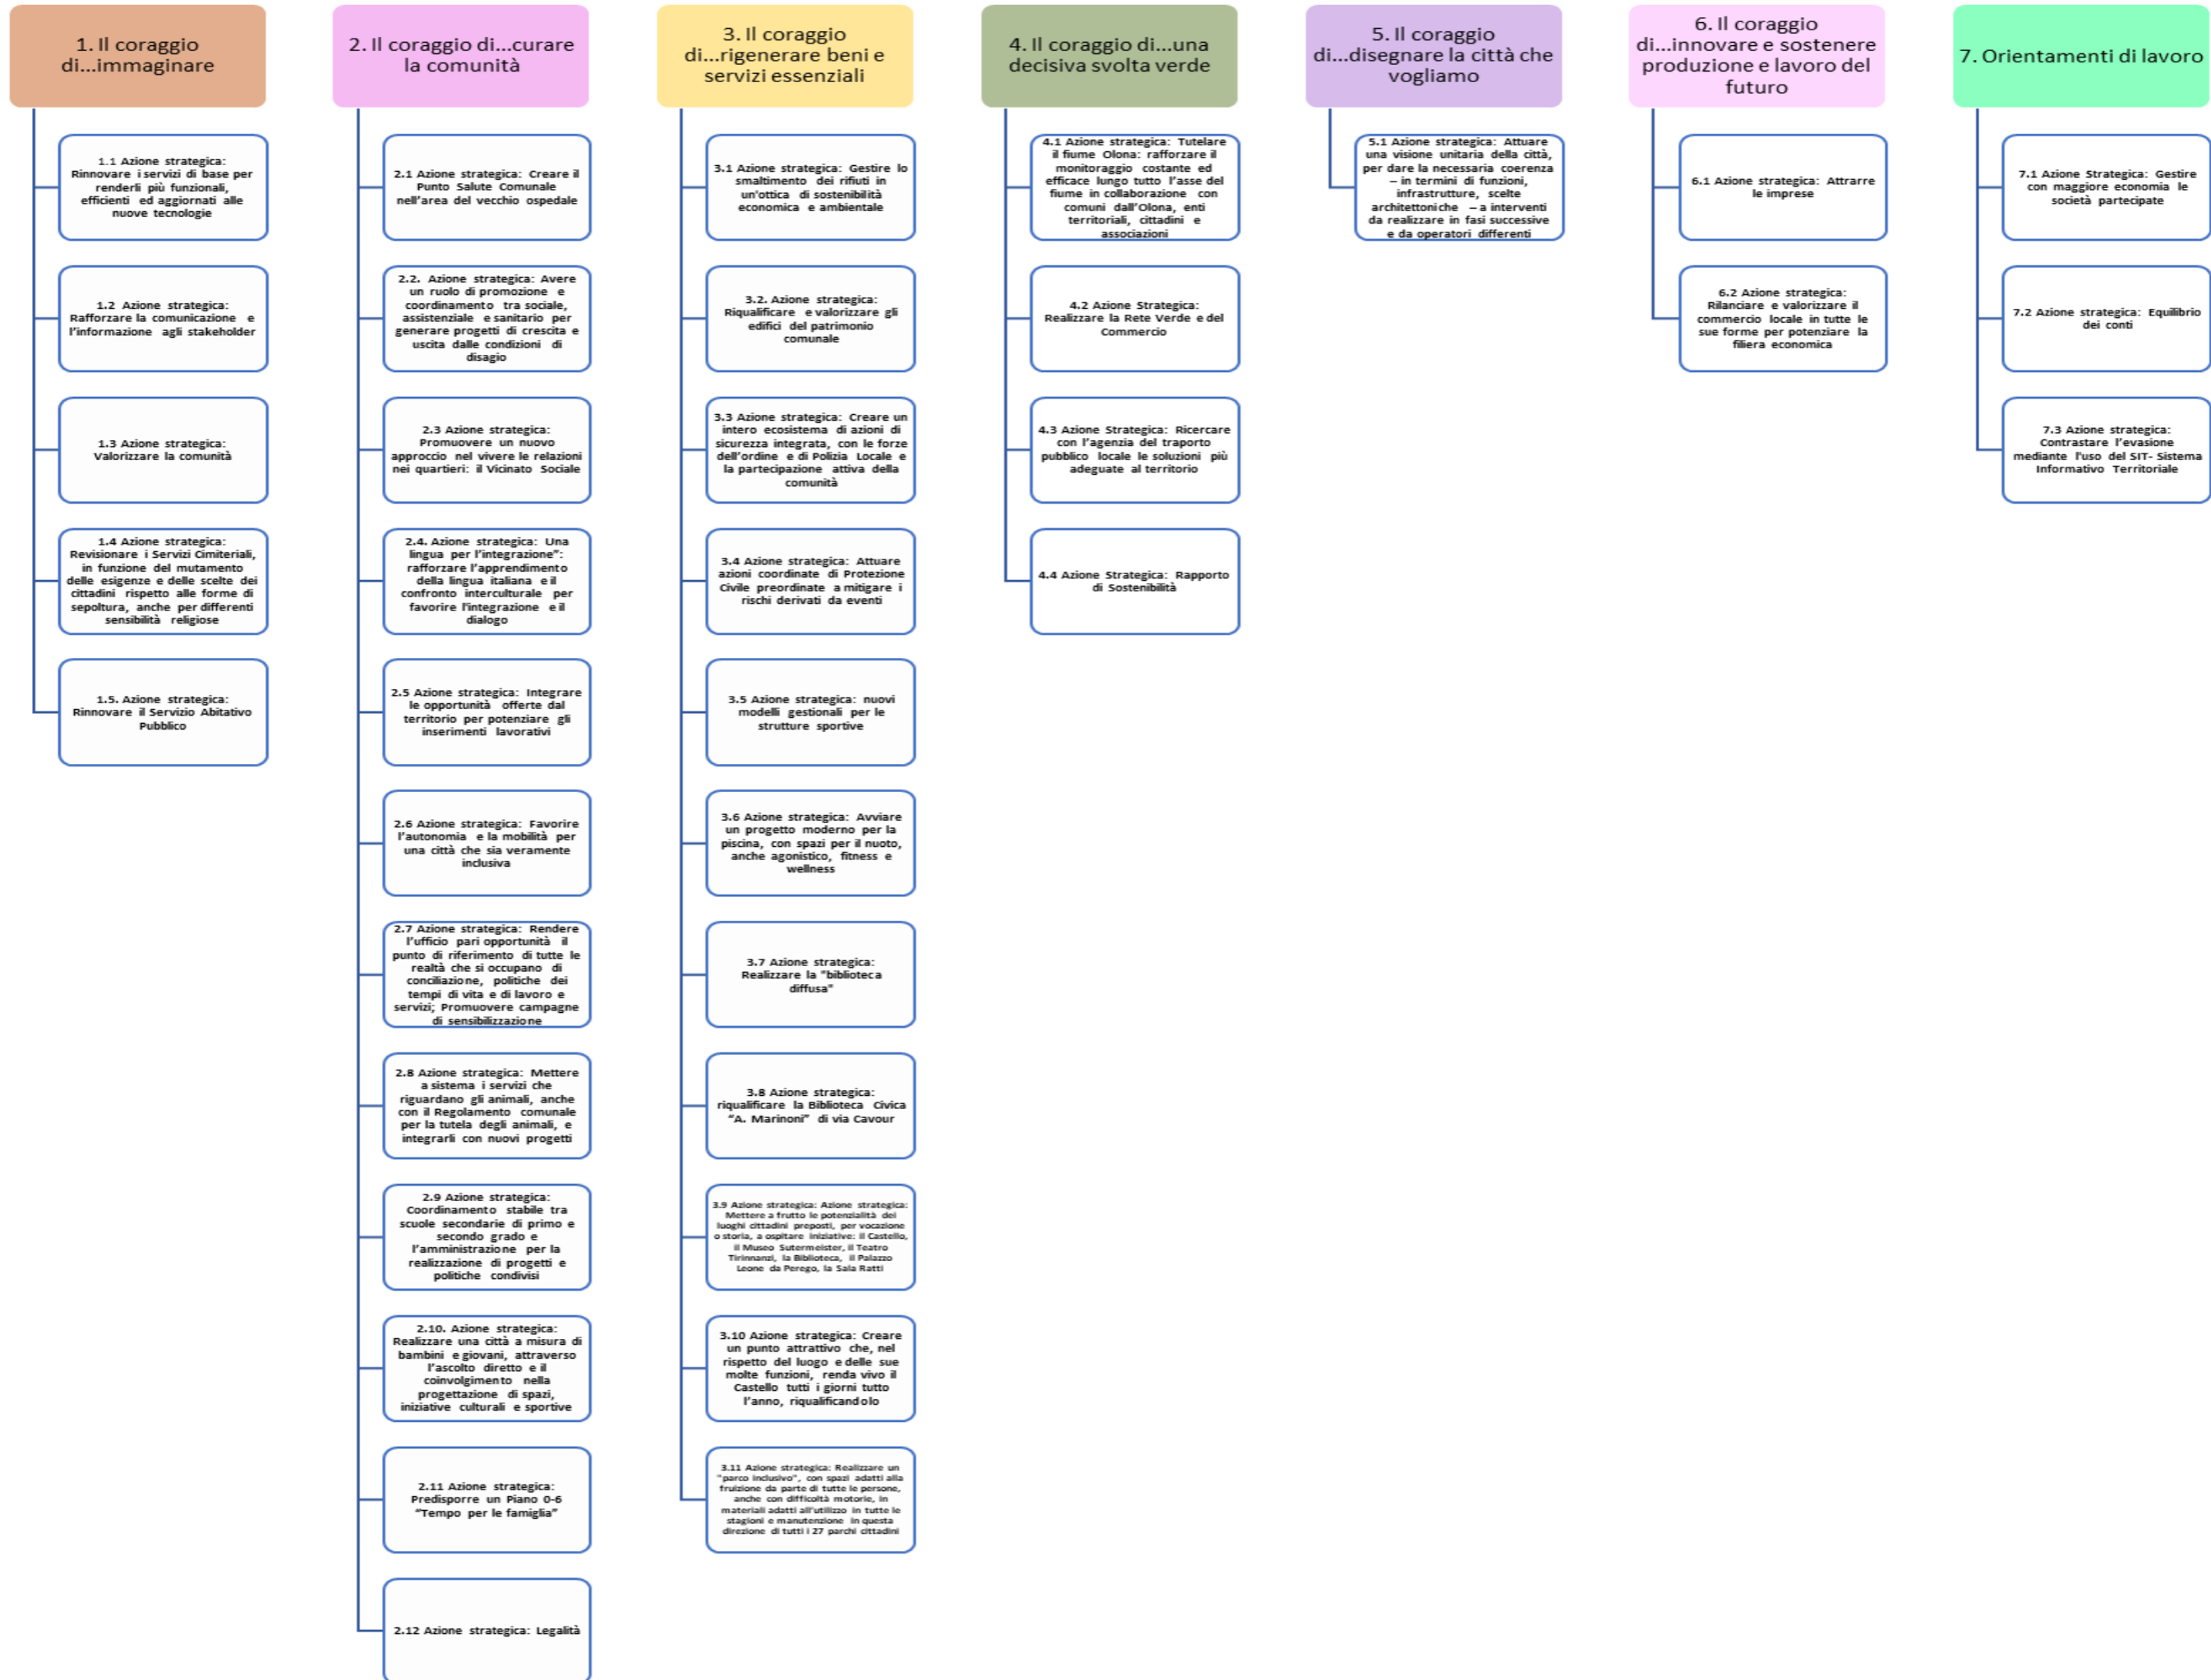 1. Il coraggio
di...immaginare
1.1 Azione strategica:
Rinnovare i servizi di base per
renderli più funzionali,
efficienti ed aggiornati alle
nuove tecnologie
1.2 Azione strategica:
Rafforzare la comunicazione e
l’informazione agli stakeholder
1.3 Azione strategica:
Valorizzare la comunità
1.4 Azione strategica:
Revisionare i Servizi Cimiteriali,
in funzione del mutamento
delle esigenze e delle scelte dei
cittadini rispetto alle forme di
sepoltura, anche per differenti
sensibilità religiose
1.5. Azione strategica:
Rinnovare il Servizio Abitativo
Pubblico
2. Il coraggio di...curare
la comunità
2.1 Azione strategica: Creare il
Punto Salute Comunale
nell’area del vecchio ospedale
2.2. Azione strategica: Avere
un ruolo di promozione e
coordinamento tra sociale,
assistenziale e sanitario per
generare progetti di crescita e
uscita dalle condizioni di
disagio
2.3 Azione strategica:
Promuovere un nuovo
approccio nel vivere le relazioni
nei quartieri: il Vicinato Sociale
2.4. Azione strategica: Una
lingua per l’integrazione”:
rafforzare l’apprendimento
della lingua italiana e il
confronto interculturale per
favorire l'integrazione e il
dialogo
2.5 Azione strategica: Integrare
le opportunità offerte dal
territorio per potenziare gli
inserimenti lavorativi
2.6 Azione strategica: Favorire
l’autonomia e la mobilità per
una città che sia veramente
inclusiva
2.7 Azione strategica: Rendere
l’ufficio pari opportunità il
punto di riferimento di tutte le
realtà che si occupano di
conciliazione, politiche dei
tempi di vita e di lavoro e
servizi; Promuovere campagne
di sensibilizzazione
2.8 Azione strategica: Mettere
a sistema i servizi che
riguardano gli animali, anche
con il Regolamento comunale
per la tutela degli animali, e
integrarli con nuovi progetti
2.9 Azione strategica:
Coordinamento stabile tra
scuole secondarie di primo e
secondo grado e
l’amministrazione per la
realizzazione di progetti e
politiche condivisi
2.10. Azione strategica:
Realizzare una città a misura di
bambini e giovani, attraverso
l’ascolto diretto e il
coinvolgimento nella
progettazione di spazi,
iniziative culturali e sportive
2.11 Azione strategica:
Predisporre un Piano 0-6
“Tempo per le famiglia”
2.12 Azione strategica: Legalità
3. Il coraggio
di...rigenerare beni e
servizi essenziali
3.1 Azione strategica: Gestire lo
smaltimento dei rifiuti in
un'ottica di sostenibilità
economica e ambientale
3.2. Azione strategica:
Riqualificare e valorizzare gli
edifici del patrimonio
comunale
3.3 Azione strategica: Creare un
intero ecosistema di azioni di
sicurezza integrata, con le forze
dell’ordine e di Polizia Locale e
la partecipazione attiva della
comunità
3.4 Azione strategica: Attuare
azioni coordinate di Protezione
Civile preordinate a mitigare i
rischi derivati da eventi
3.5 Azione strategica: nuovi
modelli gestionali per le
strutture sportive
3.6 Azione strategica: Avviare
un progetto moderno per la
piscina, con spazi per il nuoto,
anche agonistico, fitness e
wellness
3.7 Azione strategica:
Realizzare la "biblioteca
diffusa"
3.8 Azione strategica:
riqualificare la Biblioteca Civica
“A. Marinoni” di via Cavour
3.9 Azione strategica: Azione strategica:
Mettere a frutto le potenzialità dei
luoghi cittadini preposti, per vocazione
o storia, a ospitare iniziative: il Castello,
il Museo Sutermeister, il Teatro
Tirinnanzi, la Biblioteca, il Palazzo
Leone da Perego, la Sala Ratti
3.10 Azione strategica: Creare
un punto attrattivo che, nel
rispetto del luogo e delle sue
molte funzioni, renda vivo il
Castello tutti i giorni tutto
l’anno, riqualificandolo
3.11 Azione strategica: Realizzare un
"parco inclusivo", con spazi adatti alla
fruizione da parte di tutte le persone,
anche con difficoltà motorie, in
materiali adatti all'utilizzo in tutte le
stagioni e manutenzione in questa
direzione di tutti i 27 parchi cittadini
4. Il coraggio di...una
decisiva svolta verde
4.1 Azione strategica: Tutelare
il fiume Olona: rafforzare il
monitoraggio costante ed
efficace lungo tutto l’asse del
fiume in collaborazione con
comuni dall’Olona, enti
territoriali, cittadini e
associazioni
4.2 Azione Strategica:
Realizzare la Rete Verde e del
Commercio
4.3 Azione Strategica: Ricercare
con l’agenzia del traporto
pubblico locale le soluzioni più
adeguate al territorio
4.4 Azione Strategica: Rapporto
di Sostenibilità
5. Il coraggio
di...disegnare la città che
vogliamo
5.1 Azione strategica: Attuare
una visione unitaria della città,
per dare la necessaria coerenza
– in termini di funzioni,
infrastrutture, scelte
architettoniche – a interventi
da realizzare in fasi successive
e da operatori differenti
6. Il coraggio
di...innovare e sostenere
produzione e lavoro del
futuro
6.1 Azione strategica: Attrarre
le imprese
6.2 Azione strategica:
Rilanciare e valorizzare il
commercio locale in tutte le
sue forme per potenziare la
filiera economica
7. Orientamenti di lavoro
7.1 Azione Strategica: Gestire
con maggiore economia le
società partecipate
7.2 Azione strategica: Equilibrio
dei conti
7.3 Azione strategica:
Contrastare l’evasione
mediante l'uso del SIT- Sistema
Informativo Territoriale